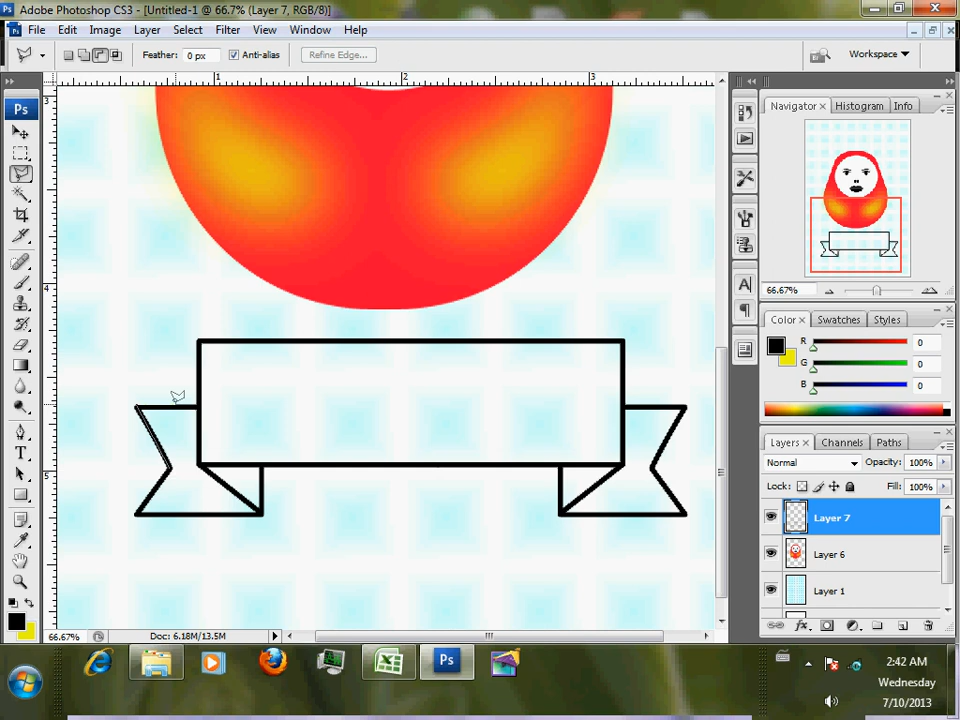 Adobe Photoshop CS3 - [Untitled-1 @ 66.7% (Layer 7, RGB/8)]
File Edit Image Layer Select Filter View Window Help
Feather: 0 px Anti-alias Refine Edge... Workspace
1 2 3
Ps
3
4
5
Navigator Histogram Info
66.67%
Color Swatches Styles
R 0
G 0
B 0
Layers Channels Paths
Normal Opacity: 100%
Lock: Fill: 100%
Layer 7
Layer 6
Layer 1
66.67% Doc: 6.18M/13.5M
Ps
2:42 AM
Wednesday
7/10/2013